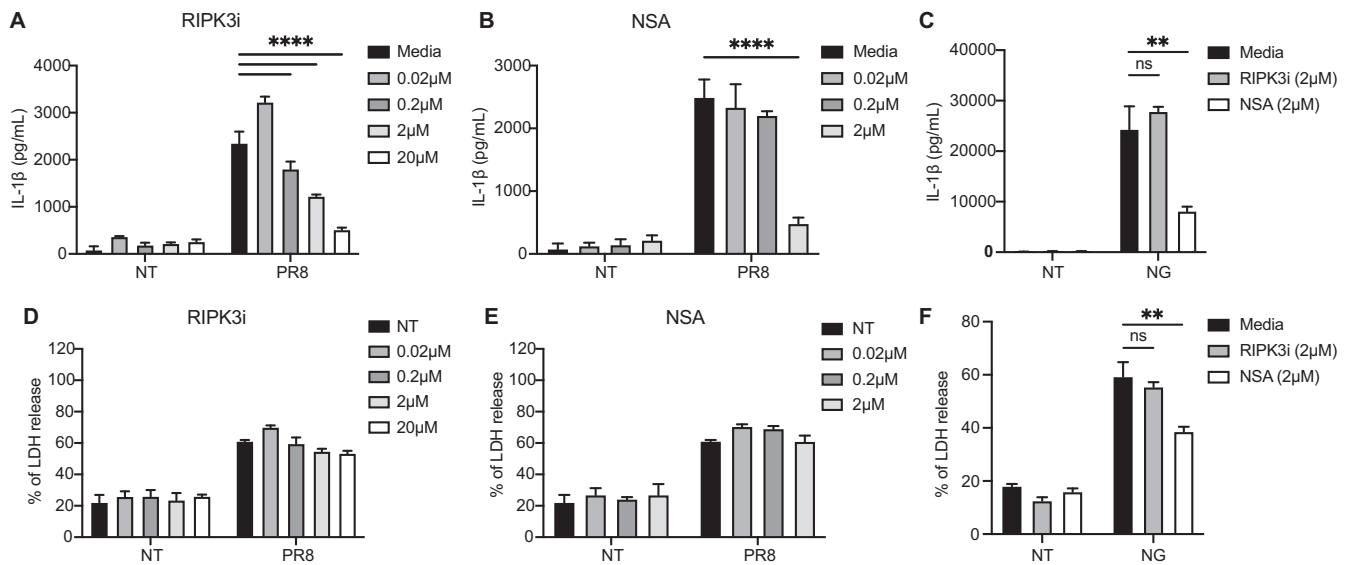 A
RIPK3i
IL-1β (pg/mL)
4000
3000
2000
1000
0
NT
PR8
****
Media
0.02µM
0.2µM
2µM
20µM
B
NSA
IL-1β (pg/mL)
3000
2000
1000
0
NT
PR8
****
Media
0.02µM
0.2µM
2µM
C
IL-1β (pg/mL)
40000
30000
20000
10000
0
NT
NG
**
ns
Media
RIPK3i (2µM)
NSA (2µM)
D
RIPK3i
% of LDH release
120
100
80
60
40
20
0
NT
PR8
NT
0.02µM
0.2µM
2µM
20µM
E
NSA
% of LDH release
120
100
80
60
40
20
0
NT
PR8
NT
0.02µM
0.2µM
2µM
F
% of LDH release
80
60
40
20
0
NT
NG
**
ns
Media
RIPK3i (2µM)
NSA (2µM)